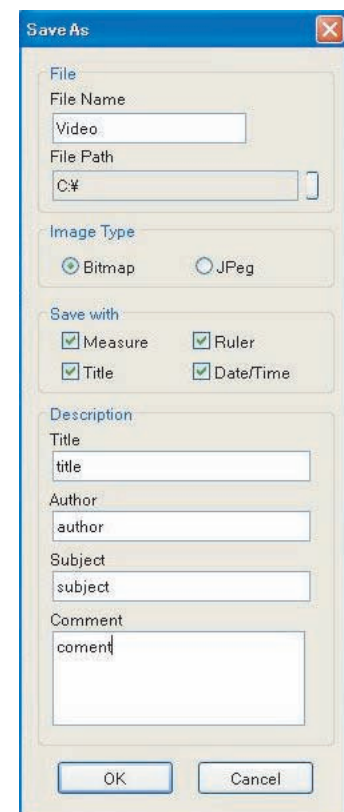 Save As
File
File Name
Video
File Path
C:¥
Image Type
Bitmap JPeg
Save with
Measure Ruler
Title Date/Time
Description
Title
title
Author
author
Subject
subject
Comment
coment
OK Cancel